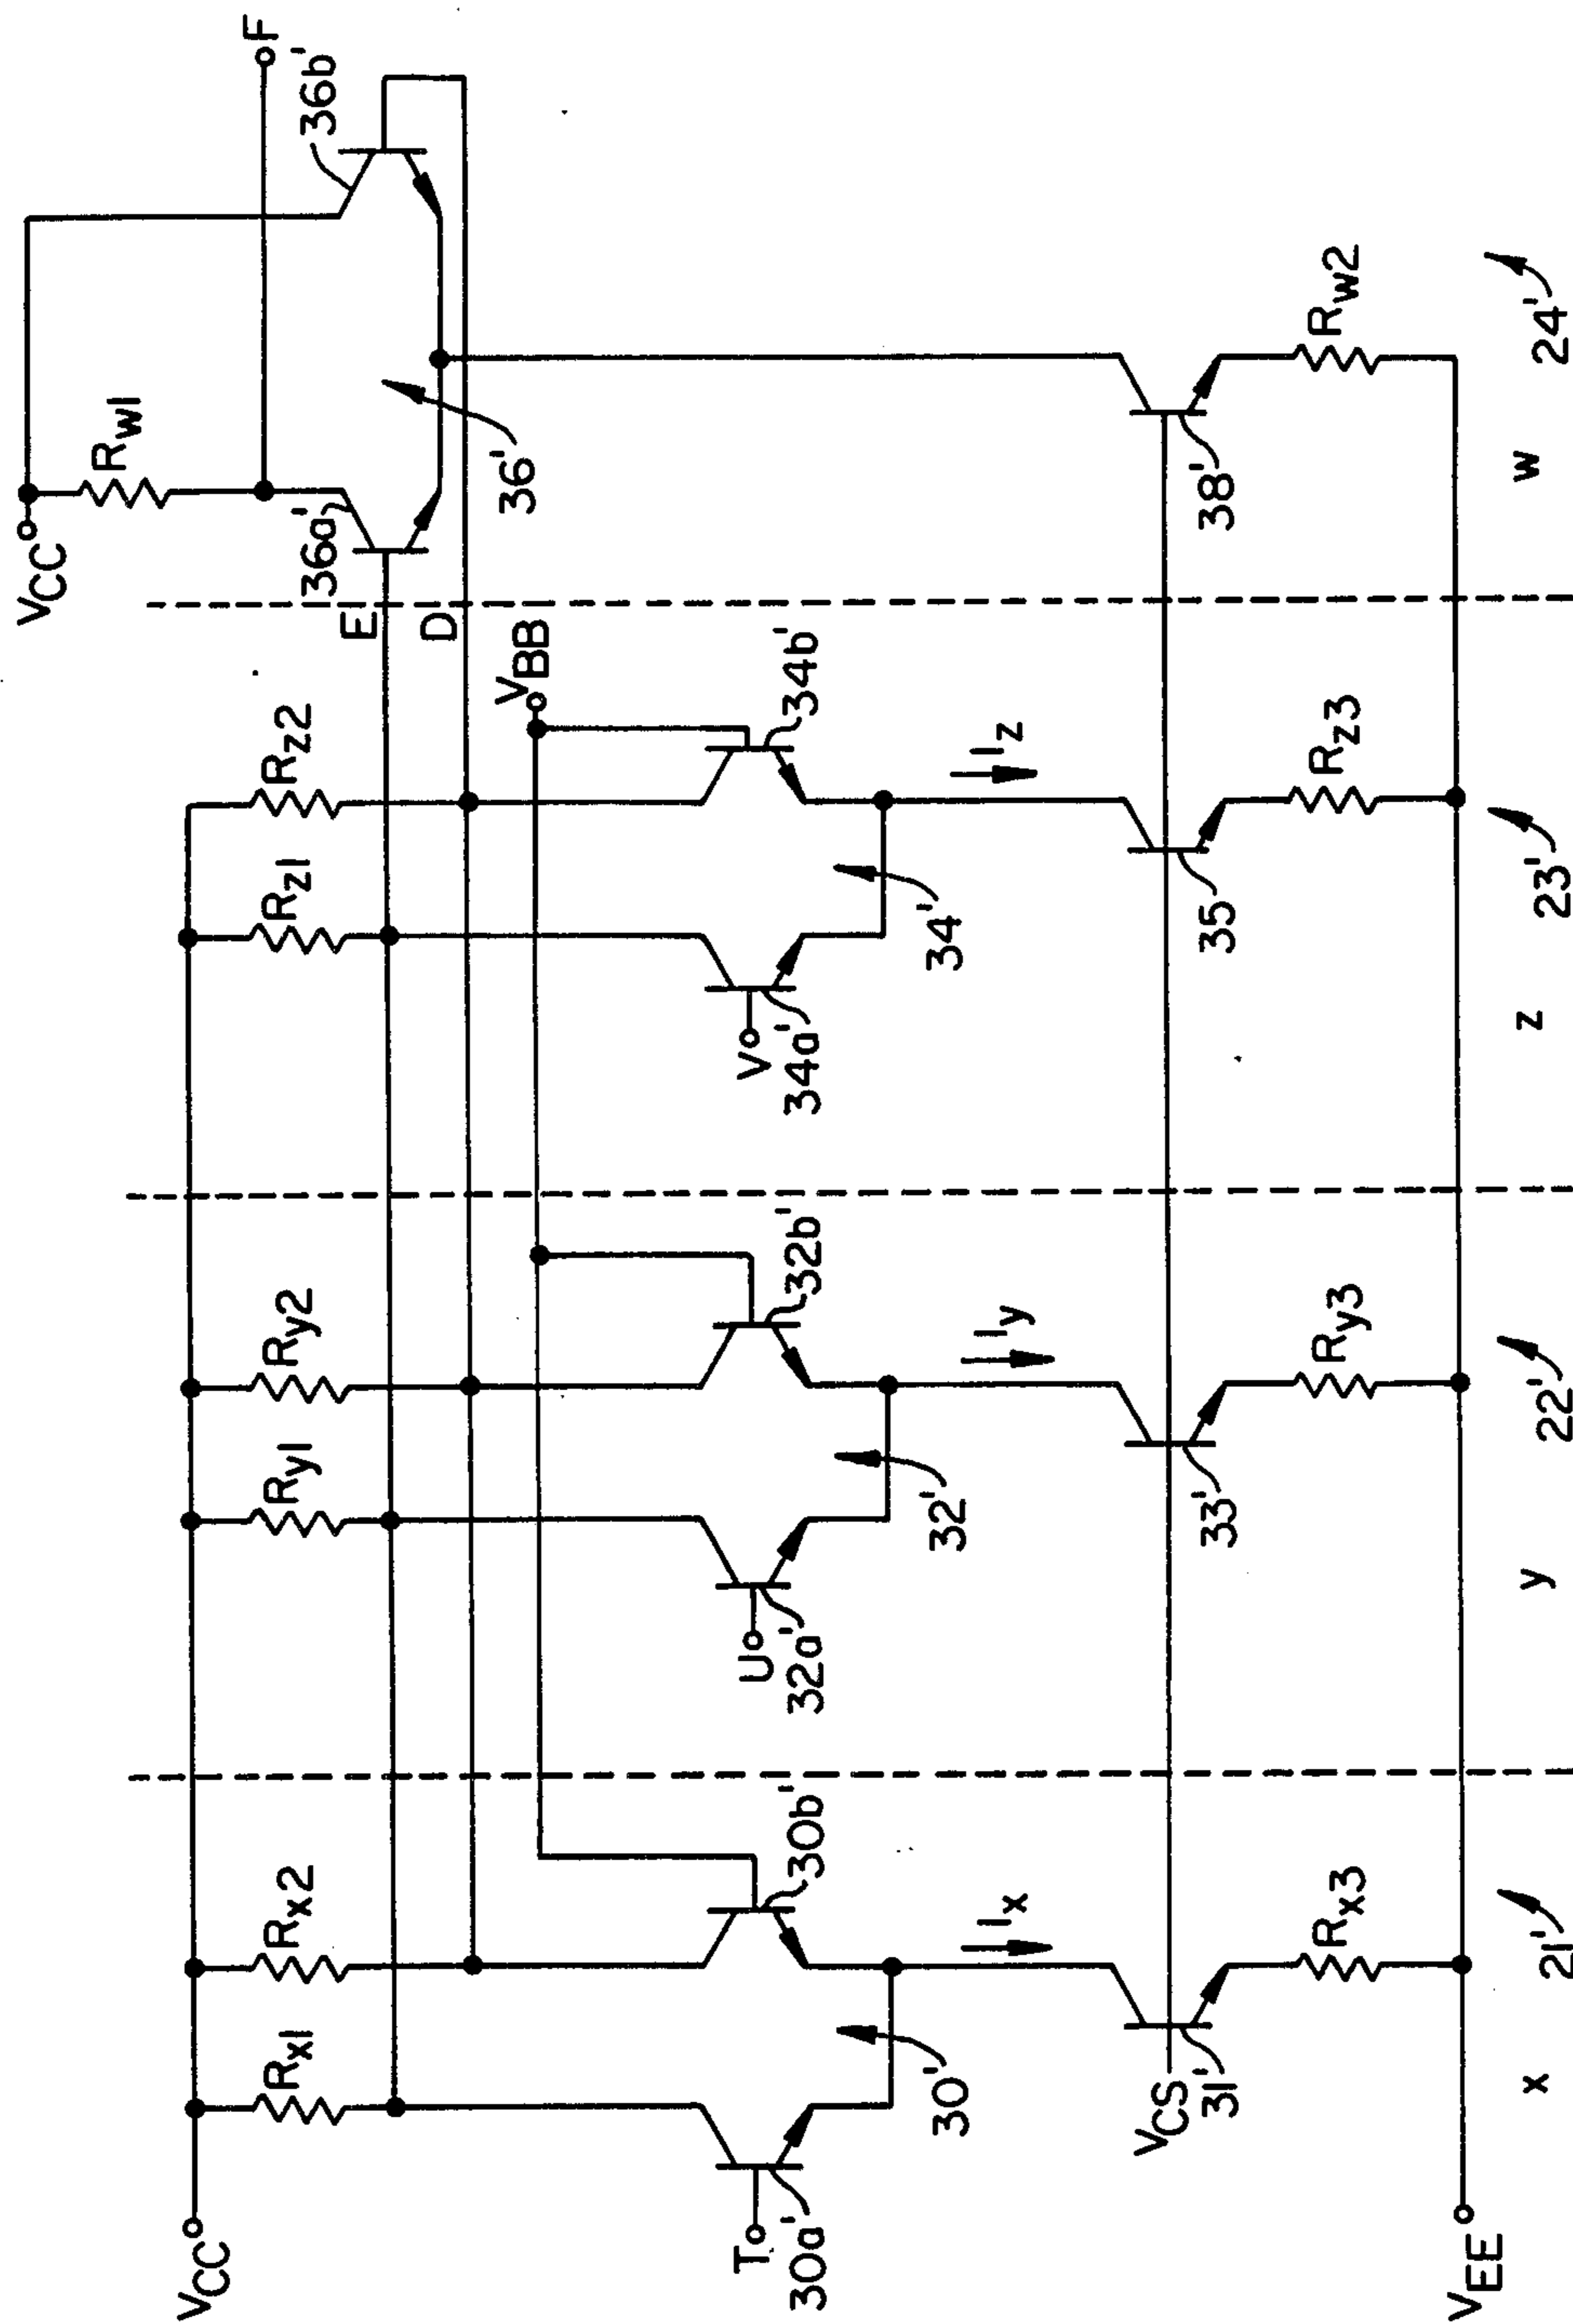 VCC
RW1
F
36a'
36b'
36'
E
D
VCC
Rx1
Rx2
Ry1
Ry2
Rz1
Rz2
VBB
T
30a'
30b'
30'
U
32a'
32b'
32'
V
34a'
34b'
34'
Ix
Iy
Iz
VCS
31'
33'
35
38'
Rx3
Ry3
Rz3
Rw2
VEE
x
21'
y
22'
z
23'
w
24'